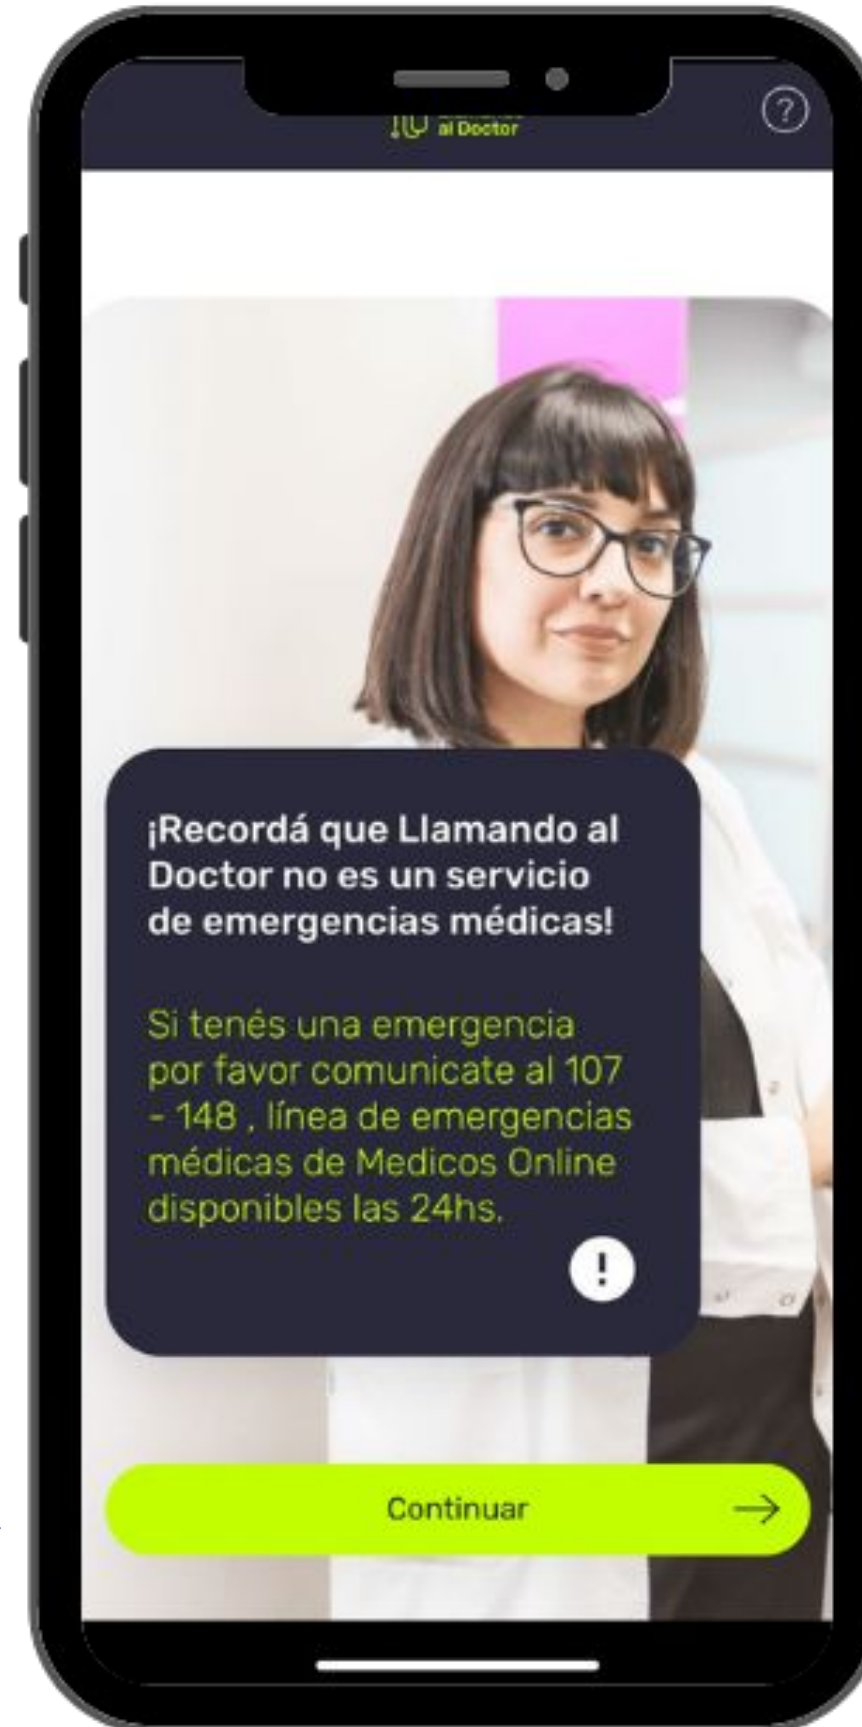 al Doctor
?
¡Recordá que Llamando al
Doctor no es un servicio
de emergencias médicas!
Si tenés una emergencia
por favor comunicate al 107
- 148 , línea de emergencias
médicas de Medicos Online
disponibles las 24hs.
!
Continuar